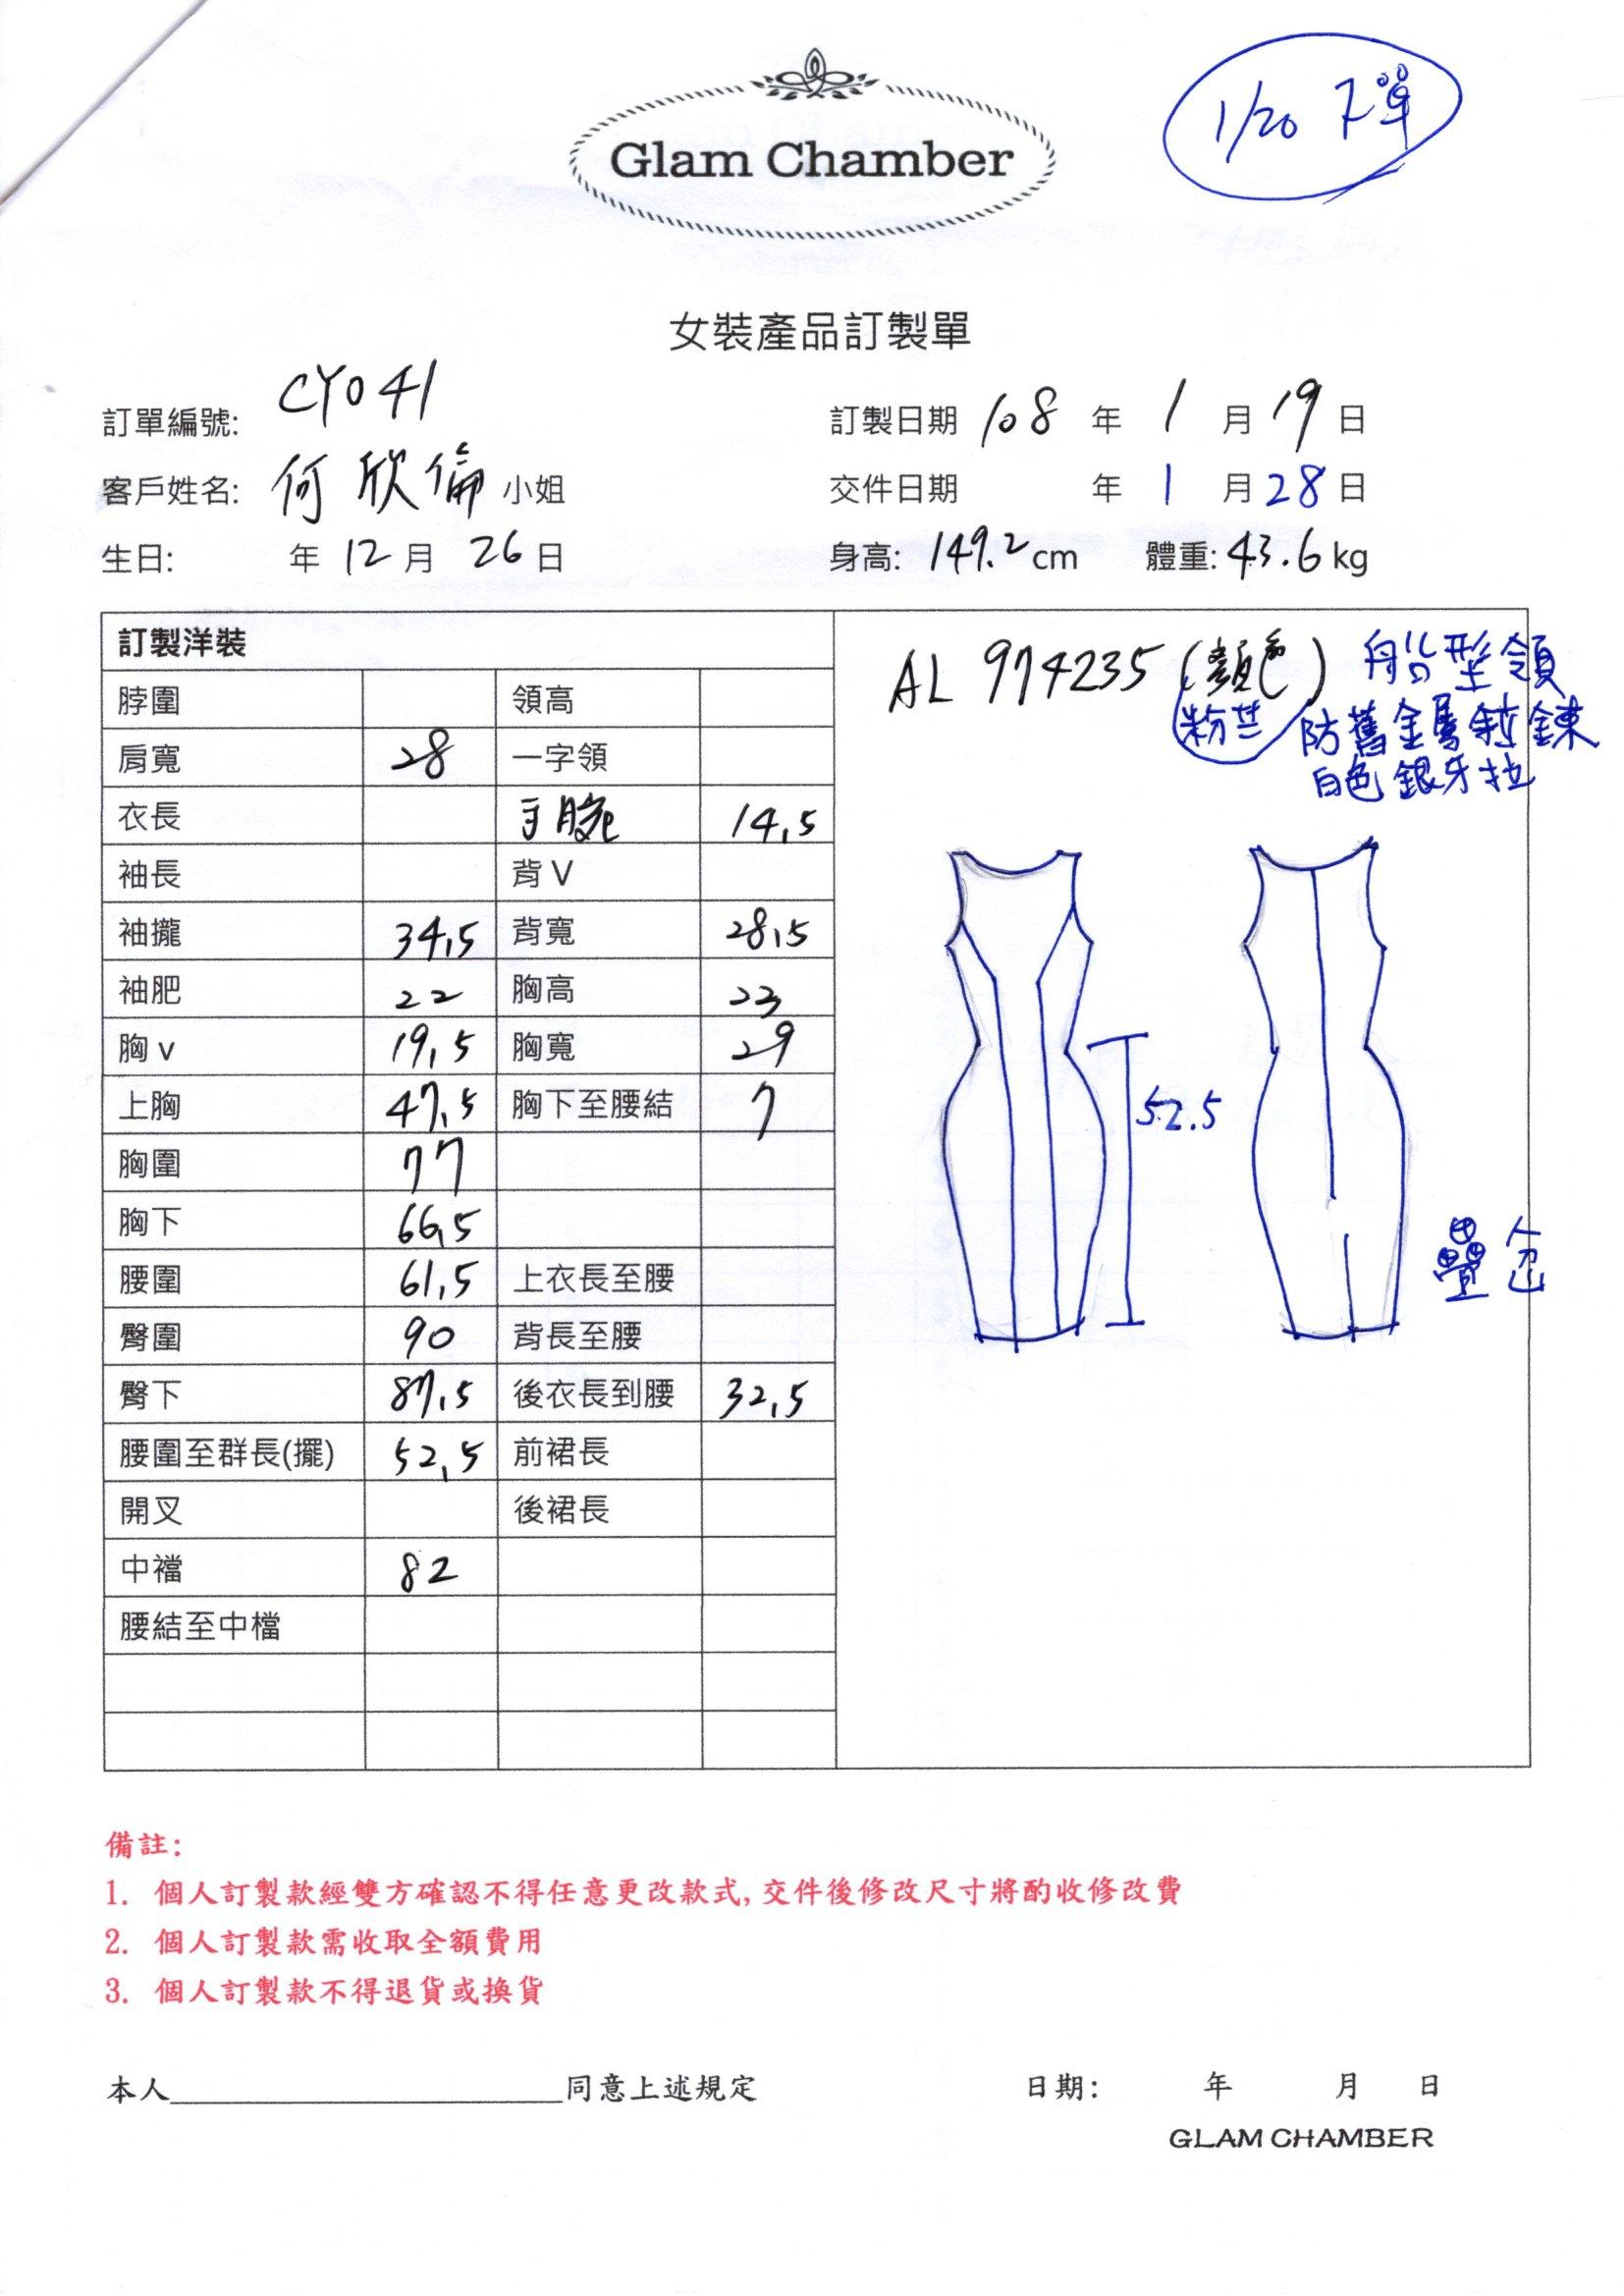 1/20 下單
Glam Chamber
女裝產品訂製單
訂單編號: CY041
訂製日期 108 年 1 月 19 日
客戶姓名: 何欣倫 小姐
交件日期 年 1 月 28 日
生日: 年 12 月 26 日
身高: 149.2 cm 體重: 43.6 kg
訂製洋裝
脖圍 領高
肩寬 28 一字領
衣長 手腕 14.5
袖長 背 V
袖攏 34.5 背寬 28.5
袖肥 22 胸高 23
胸 v 19.5 胸寬 29
上胸 47.5 胸下至腰結 7
胸圍 77
胸下 66.5
腰圍 61.5 上衣長至腰
臀圍 90 背長至腰
臀下 87.5 後衣長到腰 32.5
腰圍至群長(擺) 52.5 前裙長
開叉 後裙長
中襠 82
腰結至中檔
AL 974235 (顏色) 船型領
防舊金屬拉鍊
白色銀牙拉
52.5
疊岔
備註:
1. 個人訂製款經雙方確認不得任意更改款式, 交件後修改尺寸將酌收修改費
2. 個人訂製款需收取全額費用
3. 個人訂製款不得退貨或換貨
本人____________________同意上述規定 日期: 年 月 日
GLAM CHAMBER